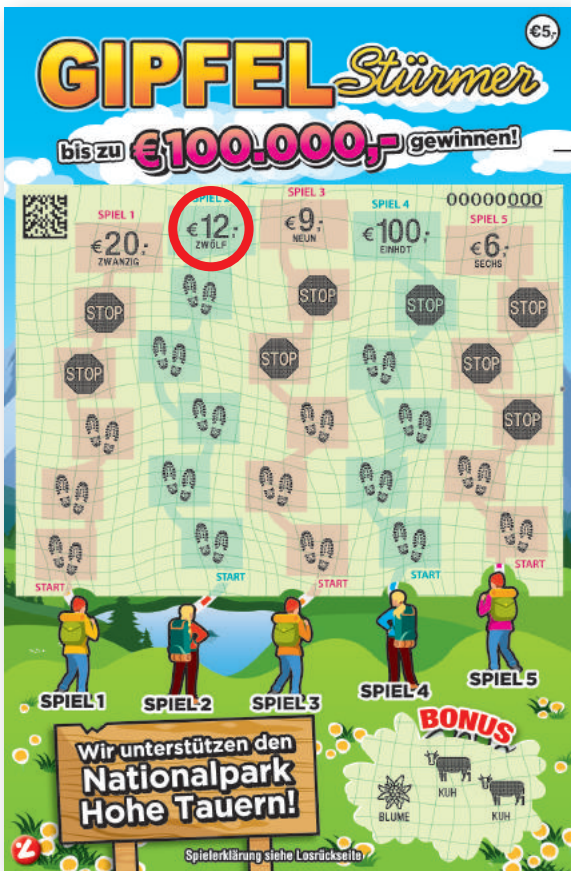 €5,-
GIPFEL Stürmer
bis zu €100.000,- gewinnen!
00000000000
SPIEL 1
€20,-
ZWANZIG
SPIEL 2
€12,-
ZWÖLF
SPIEL 3
€9,-
NEUN
SPIEL 4
€100,-
EINHDT
SPIEL 5
€6,-
SECHS
STOP
STOP
STOP
STOP
STOP
STOP
STOP
STOP
START
START
START
START
START
SPIEL 1
SPIEL 2
SPIEL 3
SPIEL 4
SPIEL 5
Wir unterstützen den
Nationalpark
Hohe Tauern!
BONUS
BLUME
KUH
KUH
Spielerklärung siehe Losrückseite